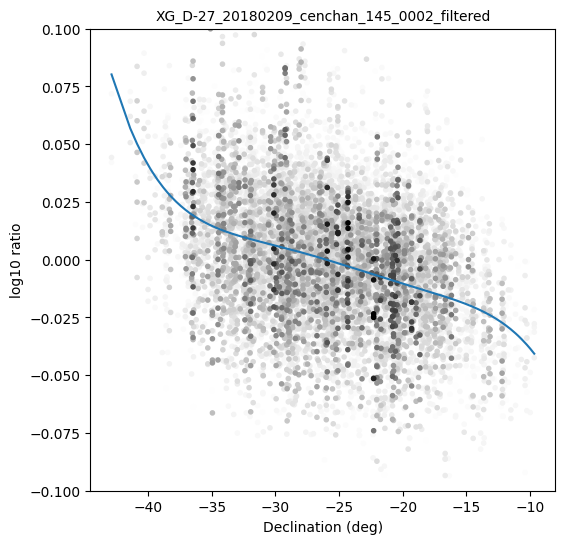 XG_D-27_20180209_cenchan_145_0002_filtered
log10 ratio
0.100
0.075
0.050
0.025
0.000
−0.025
−0.050
−0.075
−0.100
−40 −35 −30 −25 −20 −15 −10
Declination (deg)